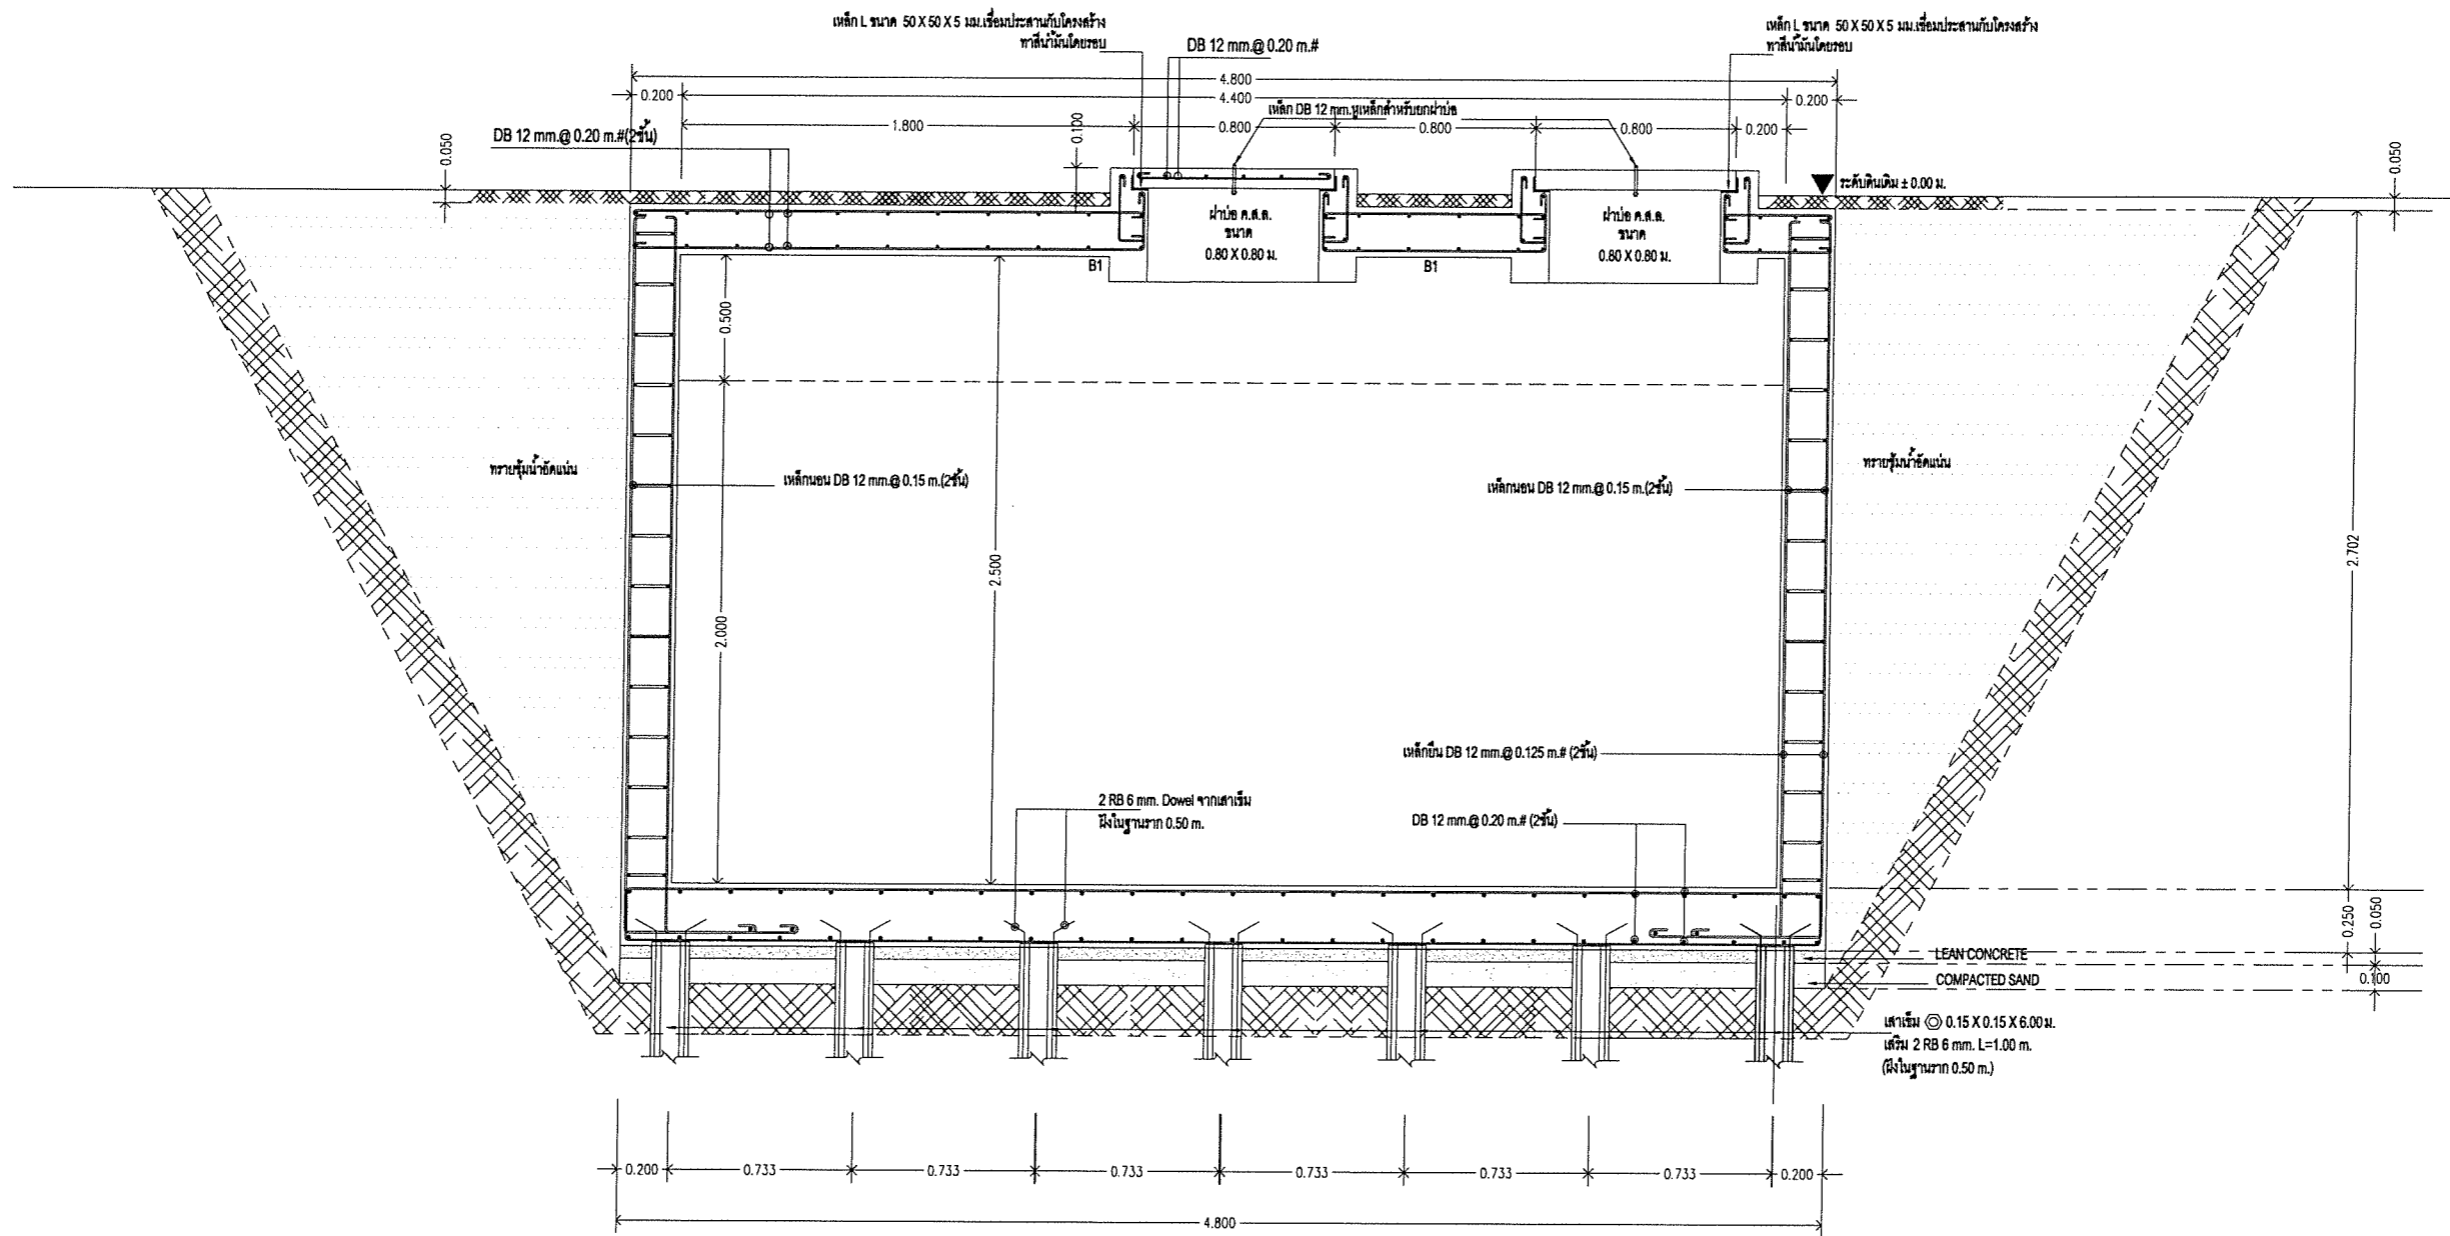 เหล็ก L ขนาด 50 X 50 X 5 มม.เชื่อมประสานกับโครงสร้าง
ทาสีน้ำมันโดยรอบ
DB 12 mm.@ 0.20 m.#
เหล็ก L ขนาด 50 X 50 X 5 มม.เชื่อมประสานกับโครงสร้าง
ทาสีน้ำมันโดยรอบ
4.800
0.200
4.400
0.200
เหล็ก DB 12 mm.หูเหล็กสำหรับยกฝาบ่อ
1.800
0.100
0.800
0.800
0.800
0.200
DB 12 mm.@ 0.20 m.#(2ชั้น)
0.050
0.050
ระดับดินเดิม ± 0.00 ม.
ฝาบ่อ ค.ส.ล.
ขนาด
0.80 X 0.80 ม.
ฝาบ่อ ค.ส.ล.
ขนาด
0.80 X 0.80 ม.
B1
B1
0.500
ทรายชุ่มน้ำอัดแน่น
เหล็กนอน DB 12 mm.@ 0.15 m.(2ชั้น)
เหล็กนอน DB 12 mm.@ 0.15 m.(2ชั้น)
ทรายชุ่มน้ำอัดแน่น
2.500
2.000
2.702
เหล็กยืน DB 12 mm.@ 0.125 m.# (2ชั้น)
2 RB 6 mm. Dowel จากเสาเข็ม
ฝังในฐานราก 0.50 m.
DB 12 mm.@ 0.20 m.# (2ชั้น)
0.250
0.050
LEAN CONCRETE
COMPACTED SAND
0.100
เสาเข็ม 0.15 X 0.15 X 6.00 ม.
เสริม 2 RB 6 mm. L=1.00 m.
(ฝังในฐานราก 0.50 m.)
0.200
0.733
0.733
0.733
0.733
0.733
0.733
0.200
4.800